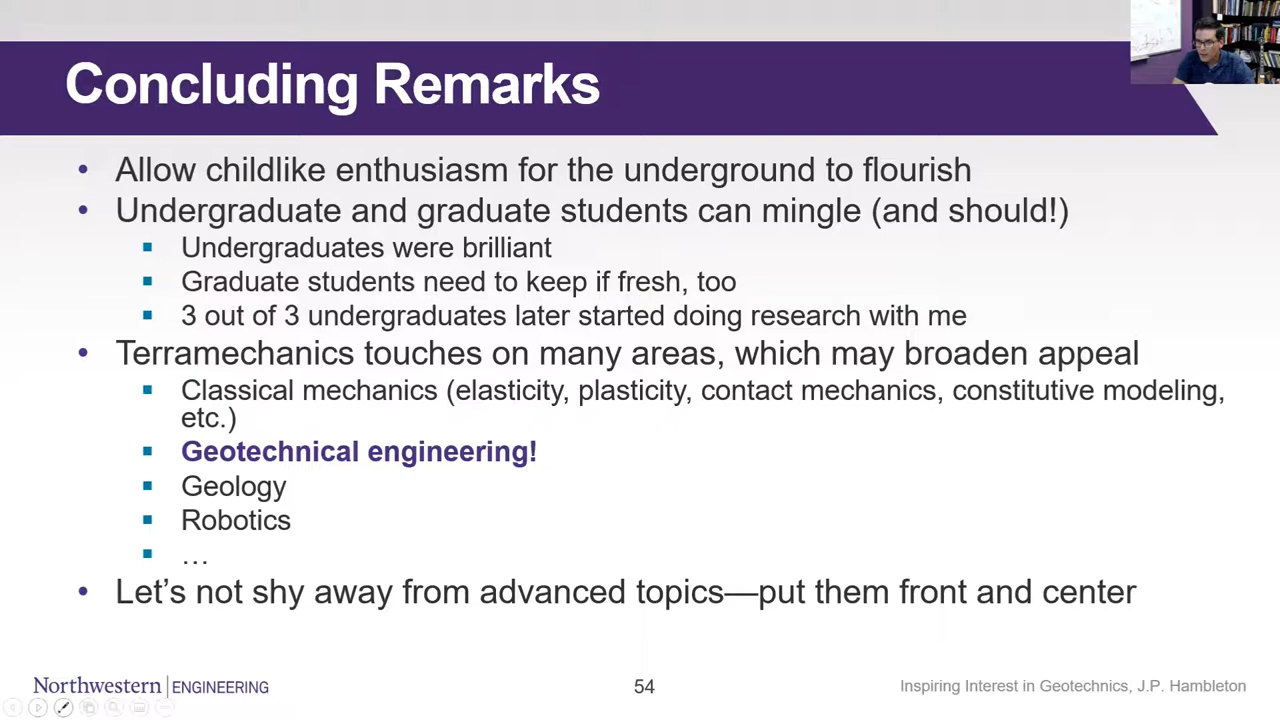 Concluding Remarks
• Allow childlike enthusiasm for the underground to flourish
• Undergraduate and graduate students can mingle (and should!)
▪ Undergraduates were brilliant
▪ Graduate students need to keep if fresh, too
▪ 3 out of 3 undergraduates later started doing research with me
• Terramechanics touches on many areas, which may broaden appeal
▪ Classical mechanics (elasticity, plasticity, contact mechanics, constitutive modeling,
etc.)
▪ Geotechnical engineering!
▪ Geology
▪ Robotics
▪ …
• Let’s not shy away from advanced topics—put them front and center
Northwestern | ENGINEERING
54
Inspiring Interest in Geotechnics, J.P. Hambleton